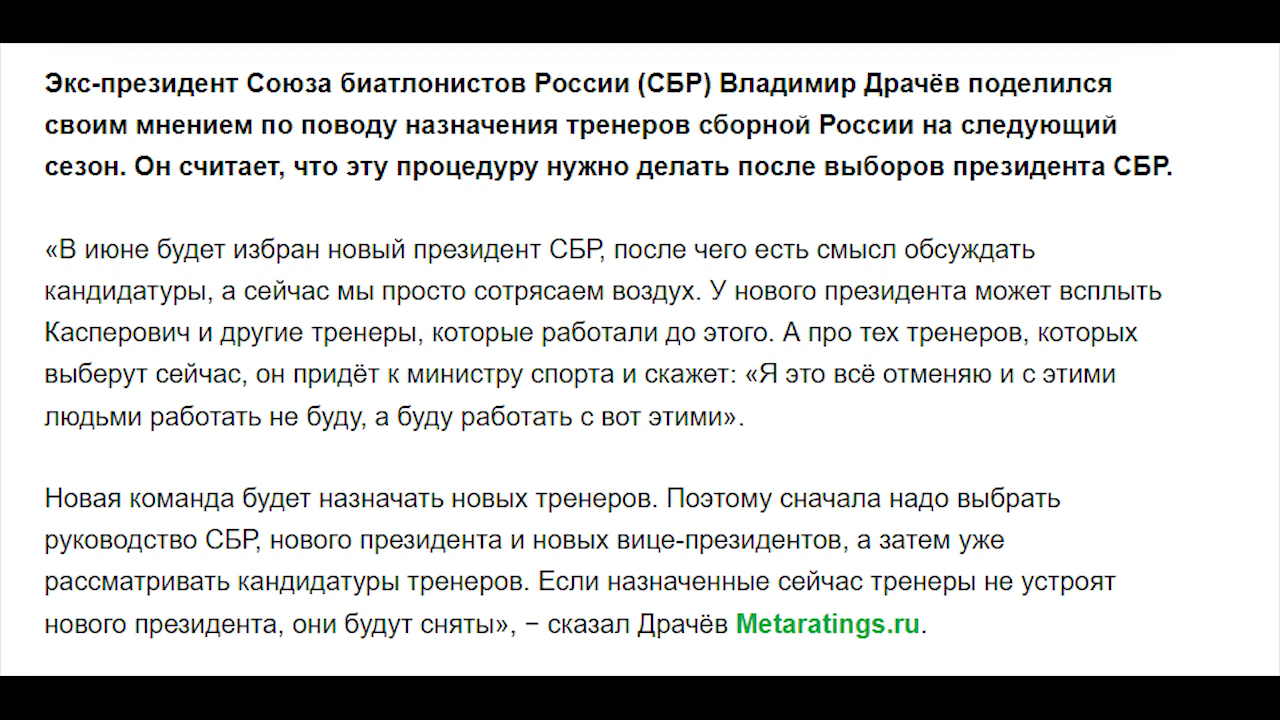 Экс-президент Союза биатлонистов России (СБР) Владимир Драчёв поделился
своим мнением по поводу назначения тренеров сборной России на следующий
сезон. Он считает, что эту процедуру нужно делать после выборов президента СБР.
«В июне будет избран новый президент СБР, после чего есть смысл обсуждать
кандидатуры, а сейчас мы просто сотрясаем воздух. У нового президента может всплыть
Касперович и другие тренеры, которые работали до этого. А про тех тренеров, которых
выберут сейчас, он придёт к министру спорта и скажет: «Я это всё отменяю и с этими
людьми работать не буду, а буду работать с вот этими».
Новая команда будет назначать новых тренеров. Поэтому сначала надо выбрать
руководство СБР, нового президента и новых вице-президентов, а затем уже
рассматривать кандидатуры тренеров. Если назначенные сейчас тренеры не устроят
нового президента, они будут сняты», − сказал Драчёв Metaratings.ru.